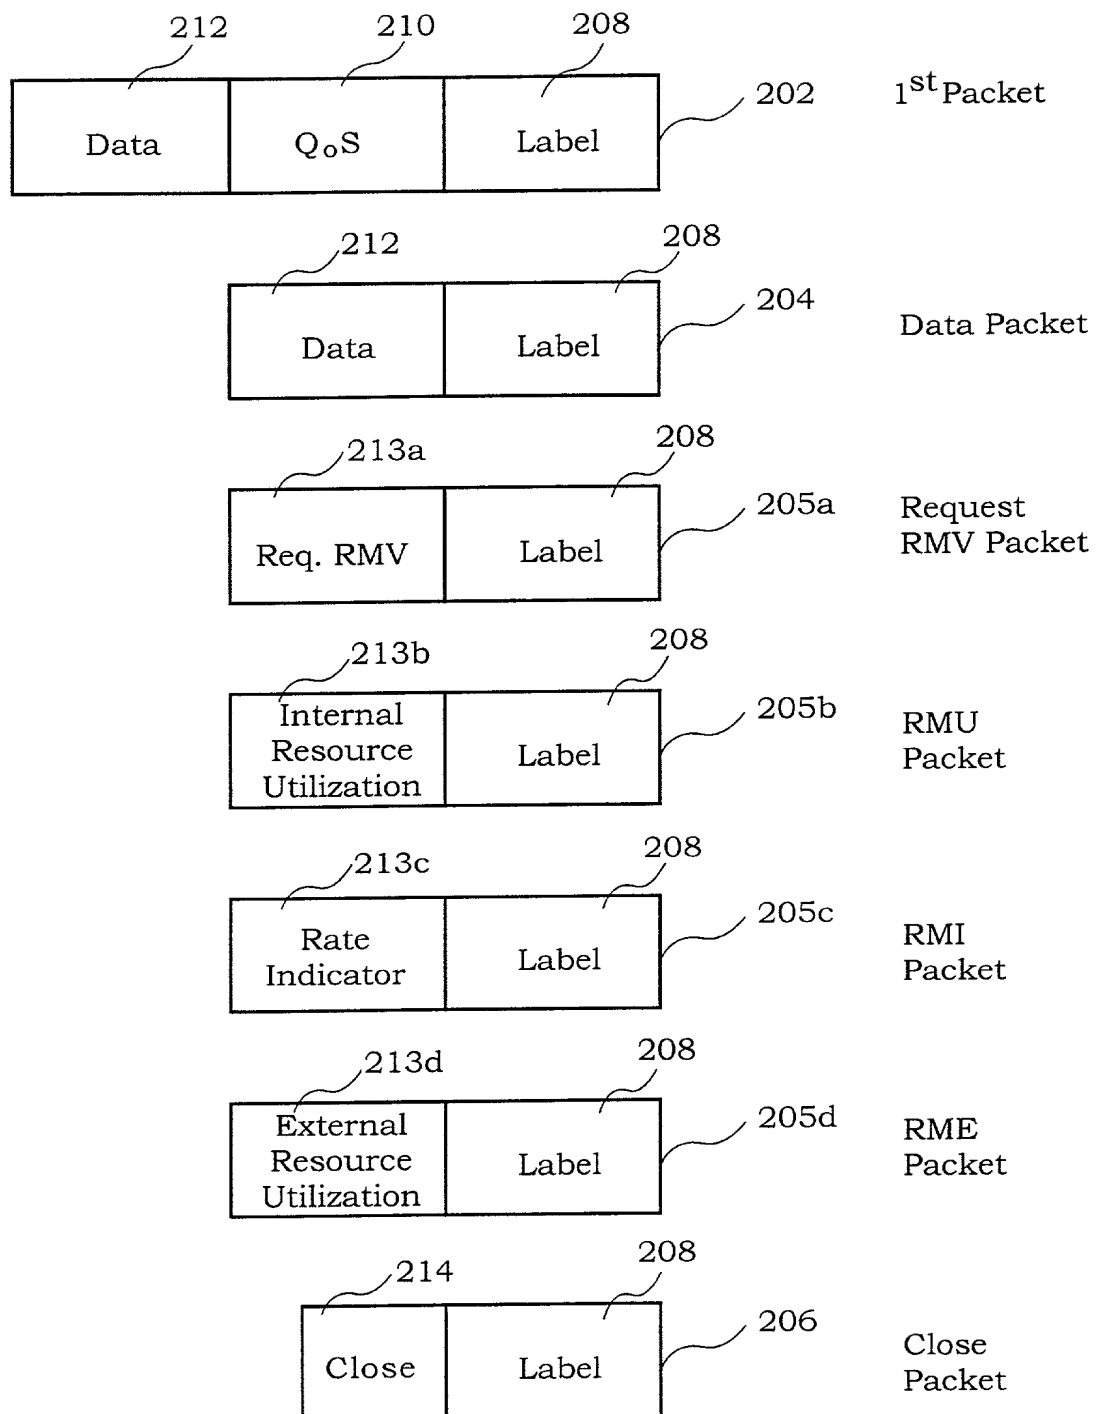 212
210
208
Data
QoS
Label
202
1st Packet
212
208
Data
Label
204
Data Packet
213a
208
Req. RMV
Label
205a
Request
RMV Packet
213b
208
Internal
Resource
Utilization
Label
205b
RMU
Packet
213c
208
Rate
Indicator
Label
205c
RMI
Packet
213d
208
External
Resource
Utilization
Label
205d
RME
Packet
214
208
Close
Label
206
Close
Packet